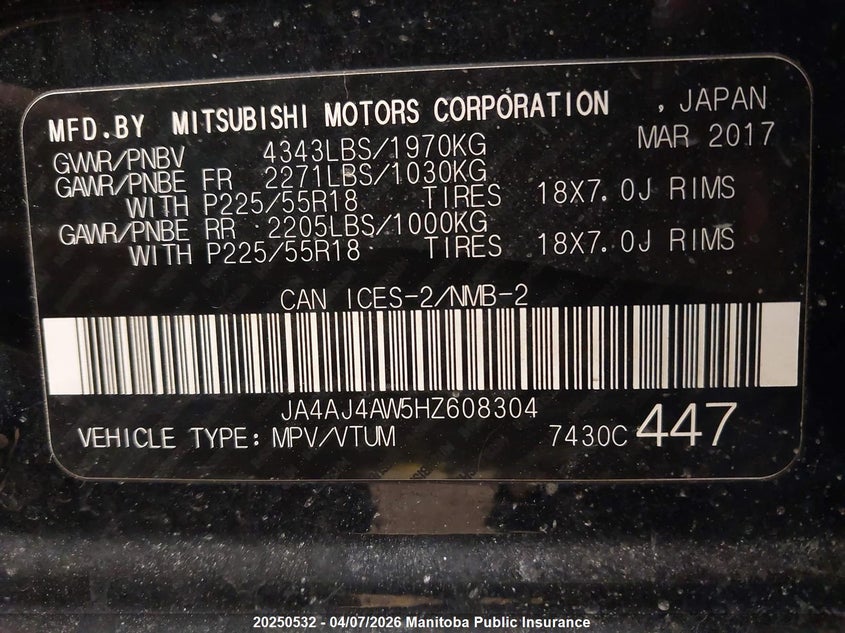 MFD.BY MITSUBISHI MOTORS CORPORATION , JAPAN
GVWR/PNBV 4343LBS/1970KG MAR 2017
GAWR/PNBE FR 2271LBS/1030KG
WITH P225/55R18 TIRES 18X7.0J RIMS
GAWR/PNBE RR 2205LBS/1000KG
WITH P225/55R18 TIRES 18X7.0J RIMS
CAN ICES-2/NMB-2
JA4AJ4AW5HZ608304
VEHICLE TYPE: MPV/VTUM 7430C 447
20250532 - 04/07/2026 Manitoba Public Insurance